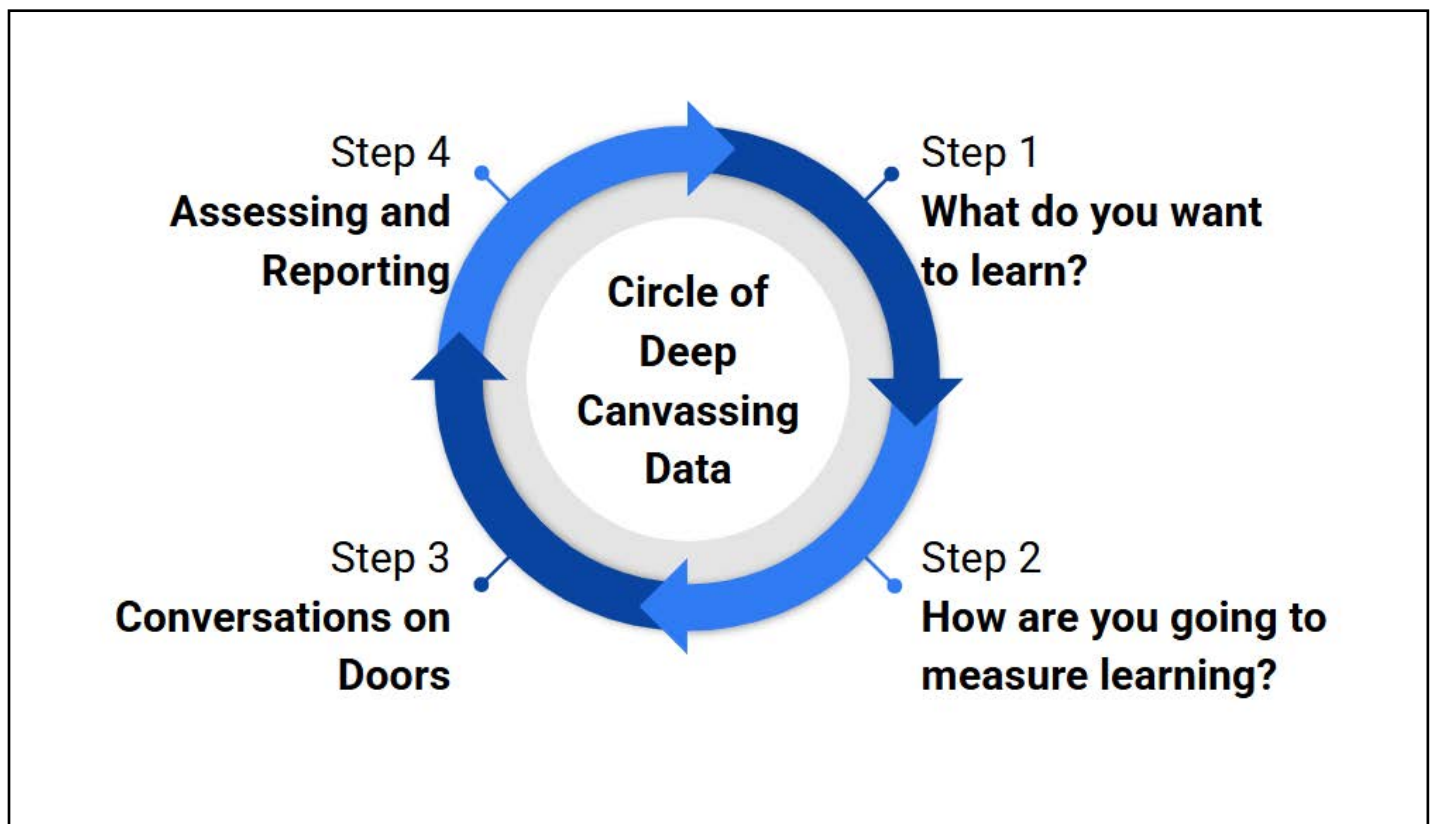 Step 4
Assessing and
Reporting
Step 1
What do you want
to learn?
Circle of
Deep
Canvassing
Data
Step 3
Conversations on
Doors
Step 2
How are you going to
measure learning?